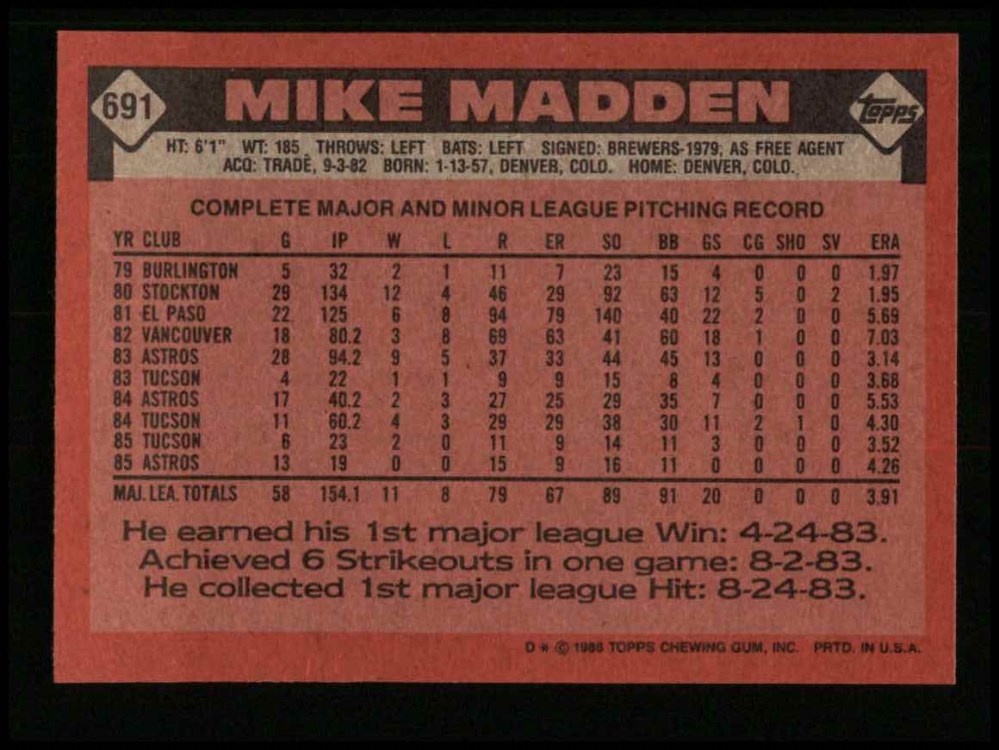 691 MIKE MADDEN Topps
HT: 6'1" WT: 185 THROWS: LEFT BATS: LEFT SIGNED: BREWERS-1979, AS FREE AGENT
ACQ: TRADE, 9-3-82 BORN: 1-13-57, DENVER, COLO. HOME: DENVER, COLO.
COMPLETE MAJOR AND MINOR LEAGUE PITCHING RECORD
YR CLUB G IP W L R ER SO BB GS CG SHO SV ERA
79 BURLINGTON 5 32 2 1 11 7 23 15 4 0 0 0 1.97
80 STOCKTON 29 134 12 4 46 29 92 63 12 5 0 2 1.95
81 EL PASO 22 125 6 8 94 79 140 40 22 2 0 0 5.69
82 VANCOUVER 18 80.2 3 8 69 63 41 60 18 1 0 0 7.03
83 ASTROS 28 94.2 9 5 37 33 44 45 13 0 0 0 3.14
83 TUCSON 4 22 1 1 9 9 15 8 4 0 0 0 3.68
84 ASTROS 17 40.2 2 3 27 25 29 35 7 0 0 0 5.53
84 TUCSON 11 60.2 4 3 29 29 38 30 11 2 1 0 4.30
85 TUCSON 6 23 2 0 11 9 14 11 3 0 0 0 3.52
85 ASTROS 13 19 0 0 15 9 16 11 0 0 0 0 4.26
MAJ. LEA. TOTALS 58 154.1 11 8 79 67 89 91 20 0 0 0 3.91
He earned his 1st major league Win: 4-24-83.
Achieved 6 Strikeouts in one game: 8-2-83.
He collected 1st major league Hit: 8-24-83.
D * © 1986 TOPPS CHEWING GUM, INC. PRTD. IN U.S.A.